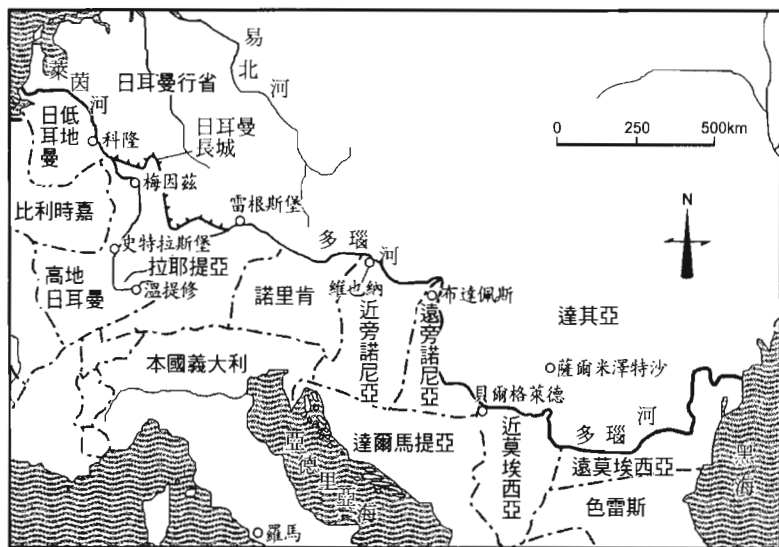 萊茵河
日耳曼行省
易北河
低地日耳曼
科隆
日耳曼
長城
0 250 500km
梅因茲
N
比利時嘉
雷根斯堡
史特拉斯堡
多瑙河
高地
日耳曼
拉耶提亞
溫提修
諾里肯
維也納
近旁諾尼亞
布達佩斯
遠旁諾尼亞
達其亞
本國義大利
薩爾米澤特沙
貝爾格萊德
達爾馬提亞
亞德里亞海
近莫埃西亞
多瑙河
遠莫埃西亞
黑海
色雷斯
羅馬